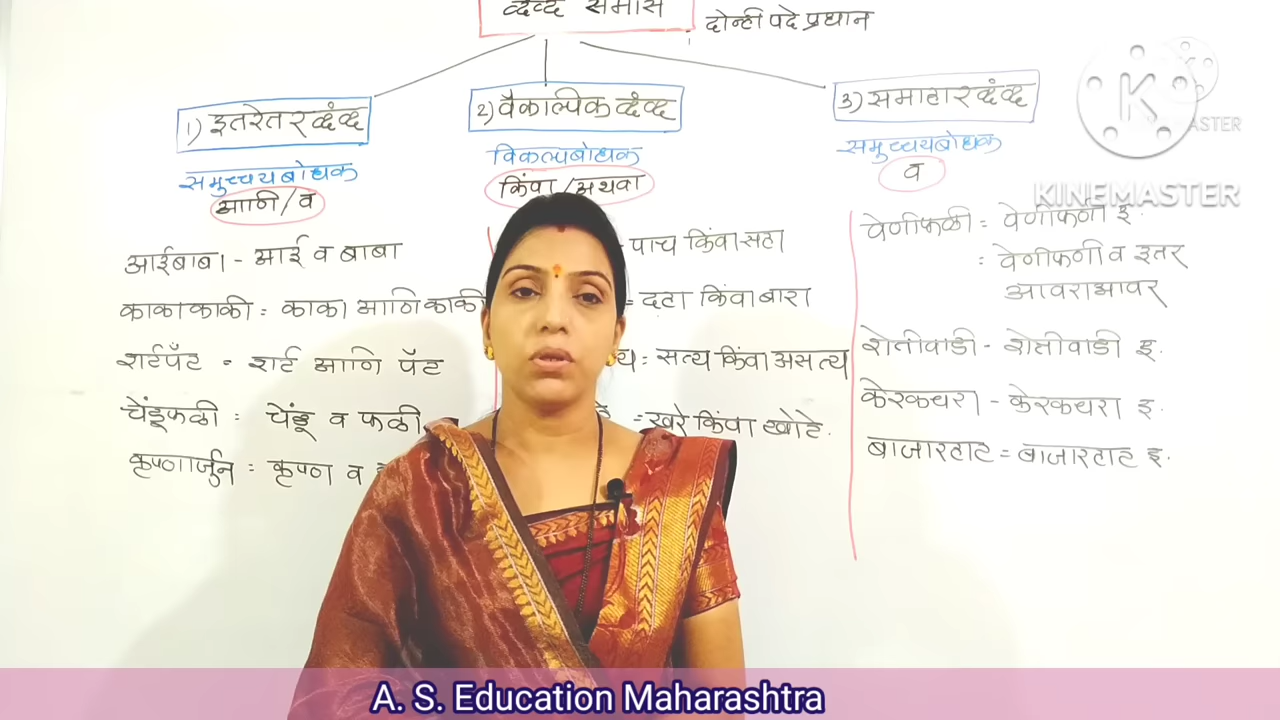 द्वंद्व समास
दोन्ही पदे प्रधान
1) इतरेतर द्वंद्व
समुच्चयबोधक
आणि / व
आईबाबा - आई व बाबा
काकाकाकी : काका आणि काकी
शर्टपँट - शर्ट आणि पॅट
चेंडूफळी : चेंडू व फळी
कृष्णार्जुन : कृष्ण व
2) वैकल्पिक द्वंद्व
विकल्पबोधक
किंवा / अथवा
- पाच किंवा सहा
= दहा किंवा बारा
: सत्य किंवा असत्य
= खरे किंवा खोटे.
3) समाहार द्वंद्व
समुच्चयबोधक
व
वेणीफणी = वेणीफणी इ.
: वेणीफणी व इतर
आवराआवर
शेतीवाडी - शेतीवाडी इ.
केरकचरा - केरकचरा इ.
बाजारहाट = बाजारहाट इ.
K
KINEMASTER
A. S. Education Maharashtra